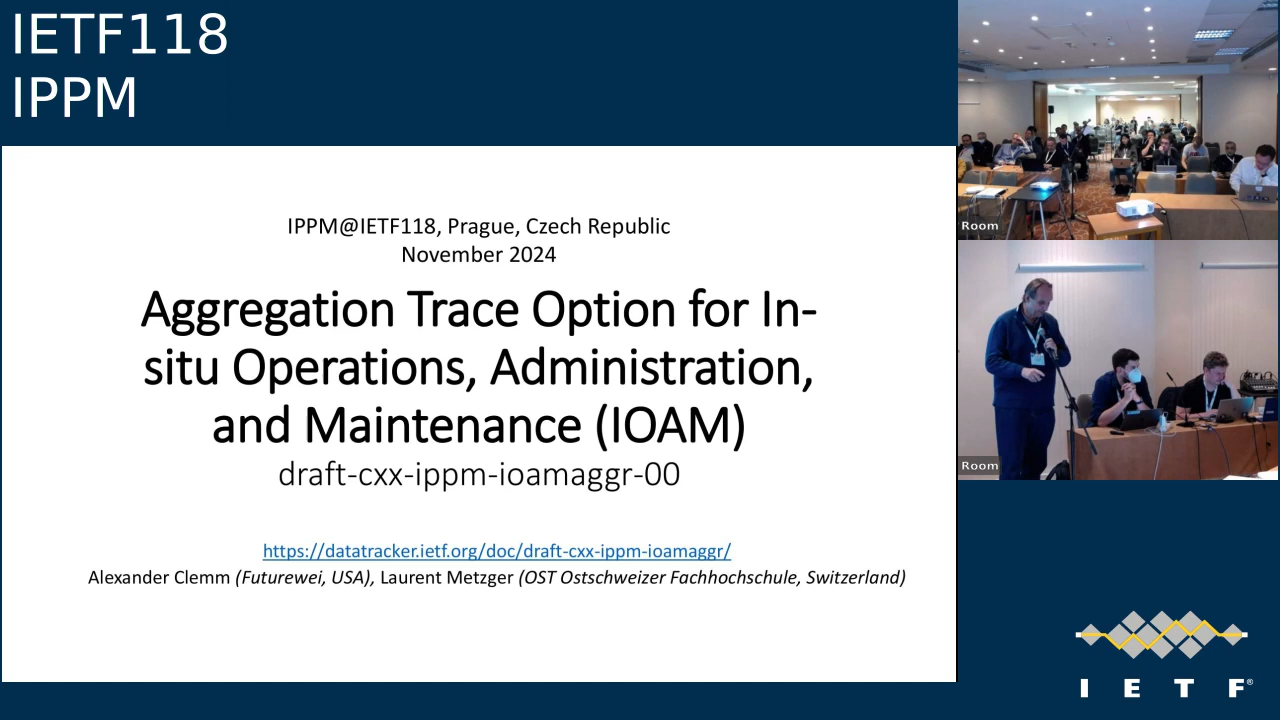 IETF118
IPPM
IPPM@IETF118, Prague, Czech Republic
November 2024
Aggregation Trace Option for In-
situ Operations, Administration,
and Maintenance (IOAM)
draft-cxx-ippm-ioamaggr-00
https://datatracker.ietf.org/doc/draft-cxx-ippm-ioamaggr/
Alexander Clemm (Futurewei, USA), Laurent Metzger (OST Ostschweizer Fachhochschule, Switzerland)
Room
Room
I E T F®